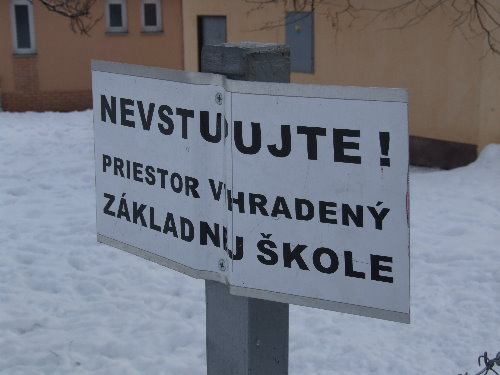 NEVSTUPUJTE!
PRIESTOR VYHRADENÝ
ZÁKLADNEJ ŠKOLE